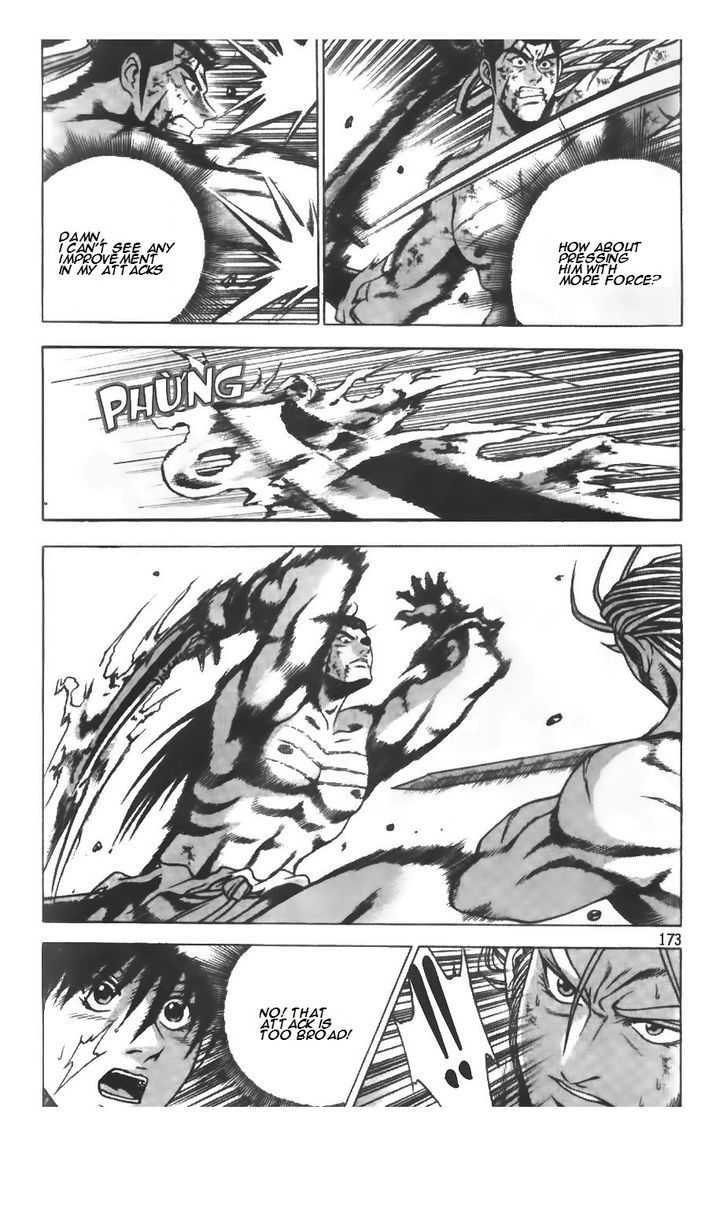 DAMN,
I CAN'T SEE ANY
IMPROVEMENT
IN MY ATTACKS
HOW ABOUT
PRESSING
HIM WITH
MORE FORCE?
PHỪNG
173
NO! THAT
ATTACK IS
TOO BROAD!
!!